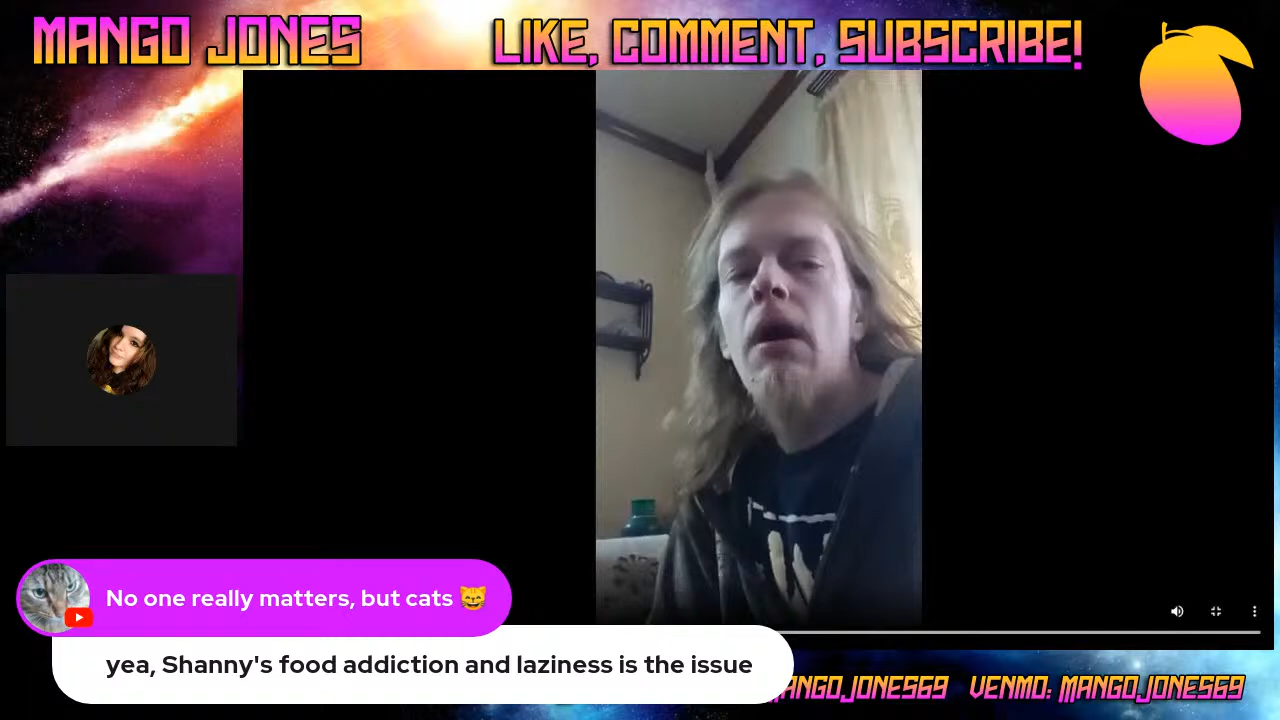 MANGO JONES
LIKE, COMMENT, SUBSCRIBE!
No one really matters, but cats 😸
yea, Shanny's food addiction and laziness is the issue
MANGOJONES69 VENMO: MANGOJONES69